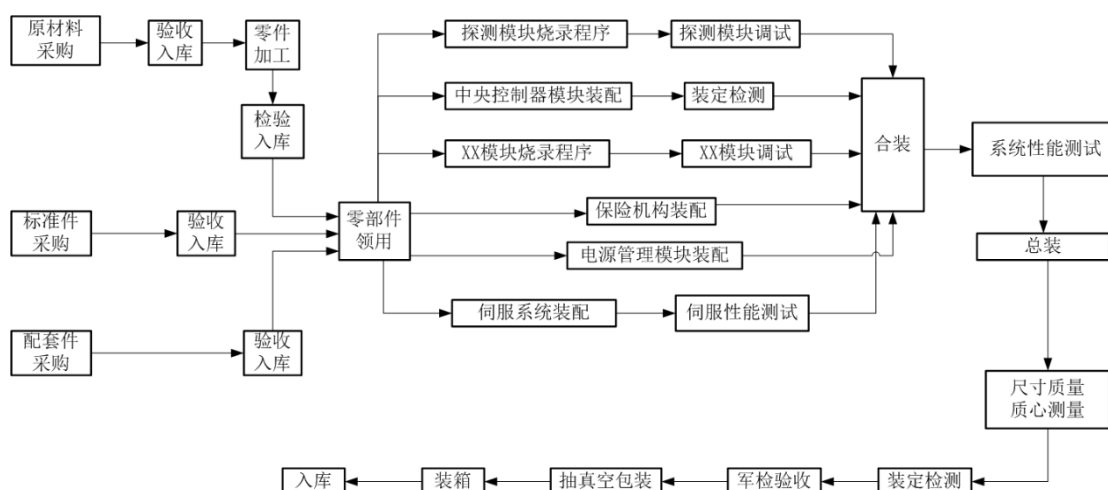 原材料
采购
验收
入库
零件
加工
检验
入库
标准件
采购
验收
入库
配套件
采购
验收
入库
零部件
领用
探测模块烧录程序
探测模块调试
中央控制器模块装配
装定检测
XX模块烧录程序
XX模块调试
保险机构装配
电源管理模块装配
伺服系统装配
伺服性能测试
合装
系统性能测试
总装
尺寸质量
质心测量
装定检测
军检验收
抽真空包装
装箱
入库